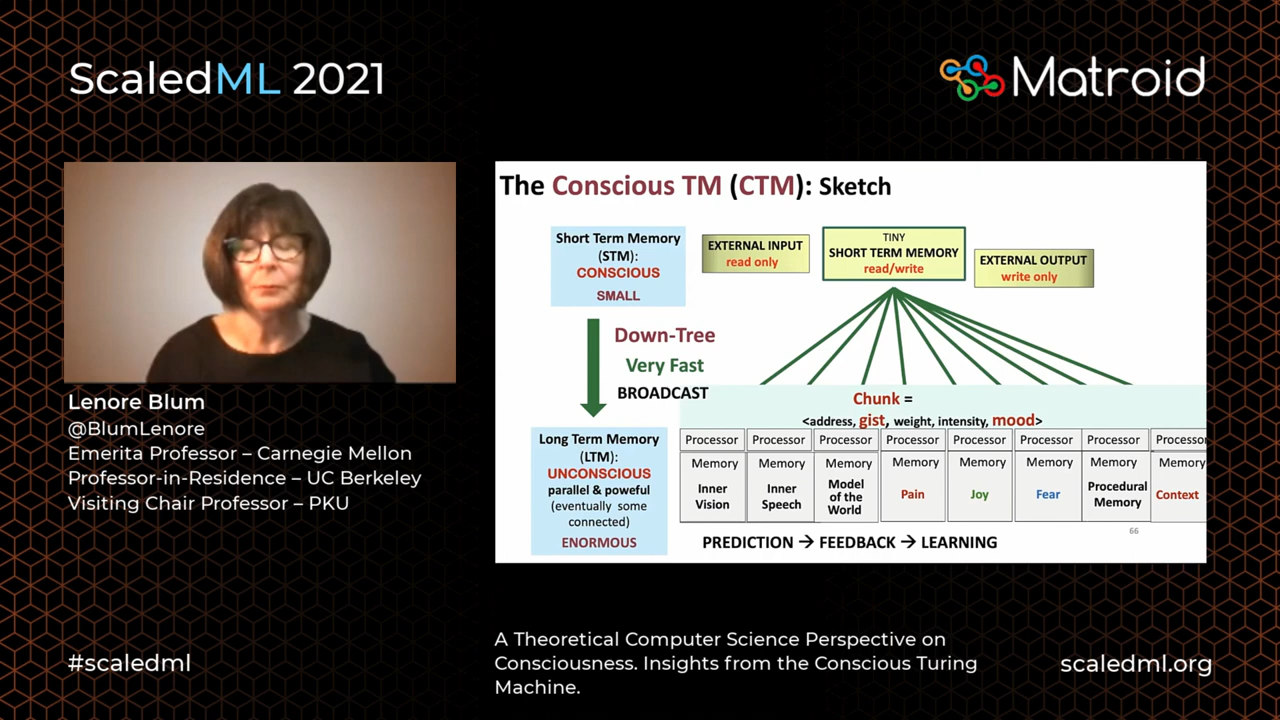 ScaledML 2021
Matroid
Lenore Blum
@BlumLenore
Emerita Professor – Carnegie Mellon
Professor-in-Residence – UC Berkeley
Visiting Chair Professor – PKU
The Conscious TM (CTM): Sketch
Short Term Memory
(STM):
CONSCIOUS
SMALL
EXTERNAL INPUT
read only
TINY
SHORT TERM MEMORY
read/write
EXTERNAL OUTPUT
write only
Down-Tree
Very Fast
BROADCAST
Chunk =
<address, gist, weight, intensity, mood>
Long Term Memory
(LTM):
UNCONSCIOUS
parallel & poweful
(eventually some
connected)
ENORMOUS
Processor Processor Processor Processor Processor Processor Processor Processor
Memory Memory Memory Memory Memory Memory Memory Memory
Inner
Vision
Inner
Speech
Model
of the
World
Pain
Joy
Fear
Procedural
Memory
Context
66
PREDICTION → FEEDBACK → LEARNING
#scaledml
A Theoretical Computer Science Perspective on
Consciousness. Insights from the Conscious Turing
Machine.
scaledml.org